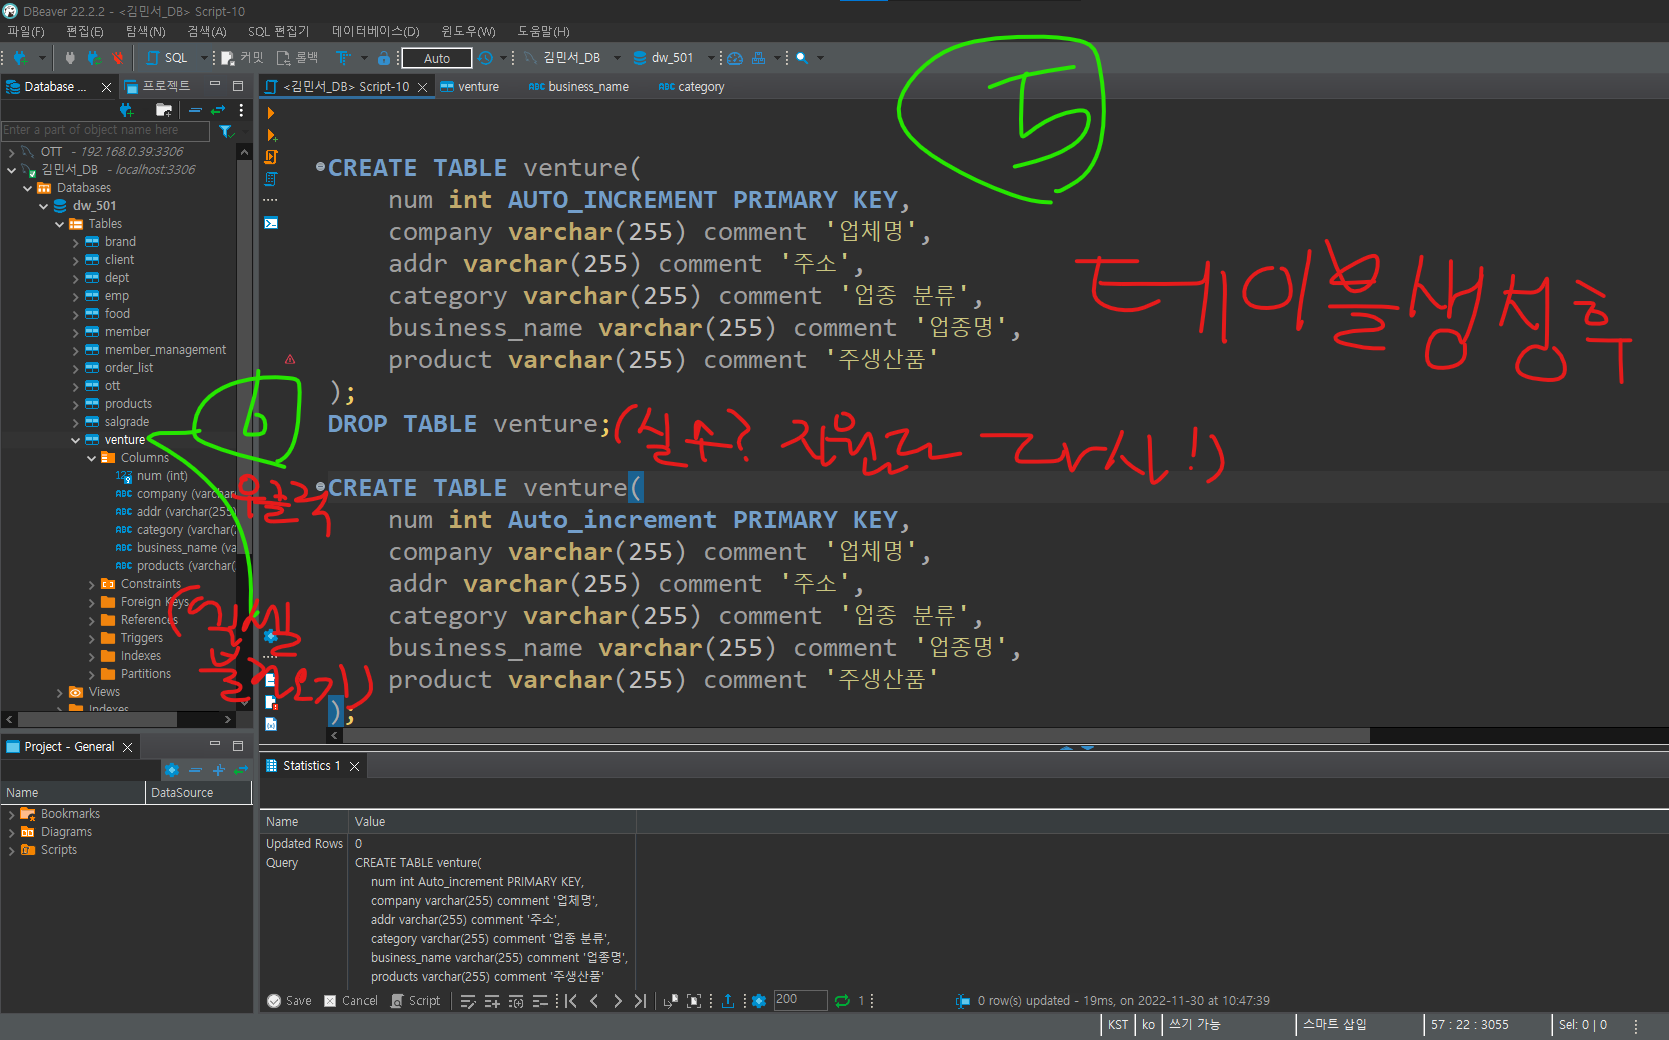 DBeaver 22.2.2 - <김민서_DB> Script-10
파일(F) 편집(E) 탐색(N) 검색(A) SQL 편집기 데이터베이스(D) 윈도우(W) 도움말(H)
SQL 커밋 롤백 Auto 김민서_DB dw_501
Database ... 프로젝트
<김민서_DB> Script-10 venture ABC business_name ABC category
Enter a part of object name here
OTT - 192.168.0.39:3306
김민서_DB - localhost:3306
Databases
dw_501
Tables
brand
client
dept
emp
food
member
member_management
order_list
ott
products
salgrade
venture
Columns
123 num (int)
ABC company (varchar
ABC addr (varchar(255)
ABC category (varchar(
ABC business_name (va
ABC products (varchar(
Constraints
Foreign Keys
References
Triggers
Indexes
Partitions
Views
Indexes
5
CREATE TABLE venture(
num int AUTO_INCREMENT PRIMARY KEY,
company varchar(255) comment '업체명',
addr varchar(255) comment '주소',
category varchar(255) comment '업종 분류',
business_name varchar(255) comment '업종명',
product varchar(255) comment '주생산품'
);
DROP TABLE venture;
테이블생성후
(실수? 지원라 다시!)
6
우클릭
CREATE TABLE venture(
num int Auto_increment PRIMARY KEY,
company varchar(255) comment '업체명',
addr varchar(255) comment '주소',
category varchar(255) comment '업종 분류',
business_name varchar(255) comment '업종명',
product varchar(255) comment '주생산품'
);
불러오기)
Project - General
Name DataSource
Bookmarks
Diagrams
Scripts
Statistics 1
Name Value
Updated Rows 0
Query CREATE TABLE venture(
num int Auto_increment PRIMARY KEY,
company varchar(255) comment '업체명',
addr varchar(255) comment '주소',
category varchar(255) comment '업종 분류',
business_name varchar(255) comment '업종명',
products varchar(255) comment '주생산품'
Save Cancel Script 200 1 0 row(s) updated - 19ms, on 2022-11-30 at 10:47:39
KST ko 쓰기 가능 스마트 삽입 57 : 22 : 3055 Sel: 0 | 0